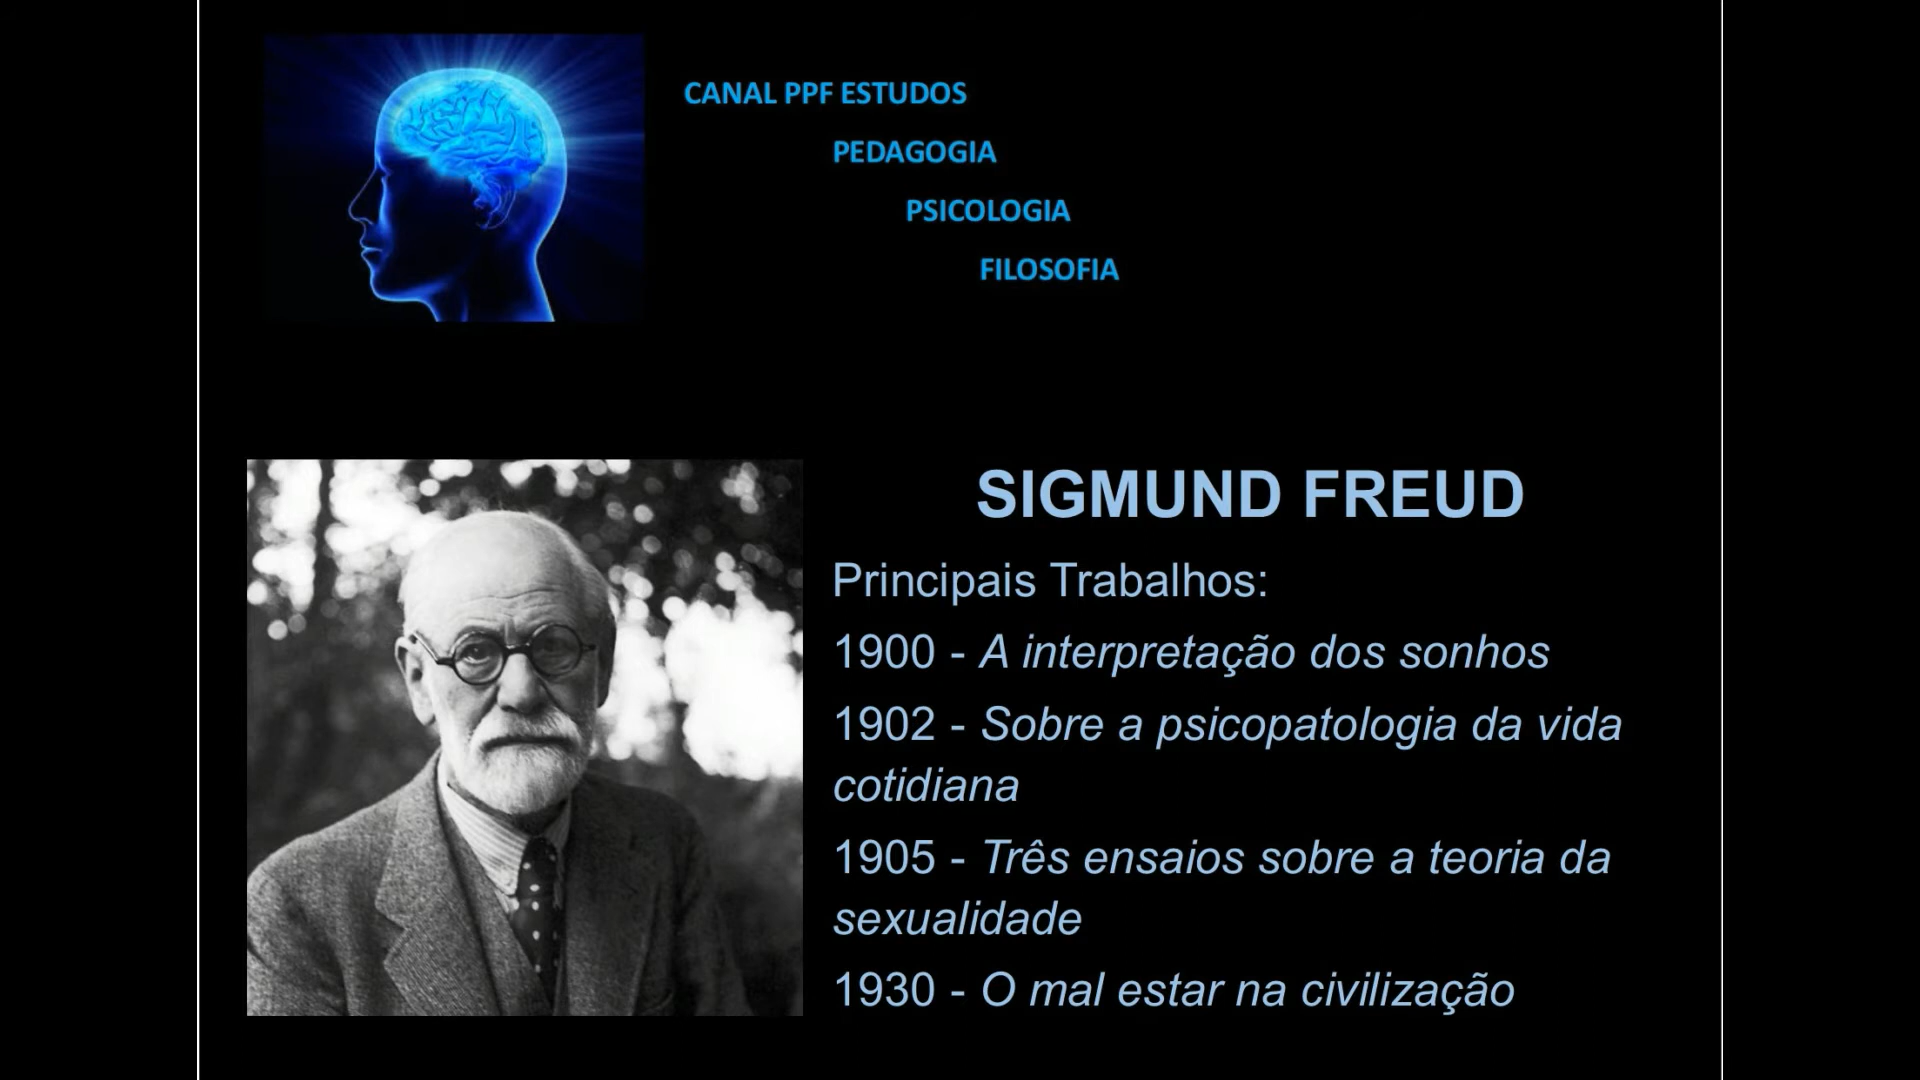 CANAL PPF ESTUDOS
PEDAGOGIA
PSICOLOGIA
FILOSOFIA
SIGMUND FREUD
Principais Trabalhos:
1900 - A interpretação dos sonhos
1902 - Sobre a psicopatologia da vida
cotidiana
1905 - Três ensaios sobre a teoria da
sexualidade
1930 - O mal estar na civilização